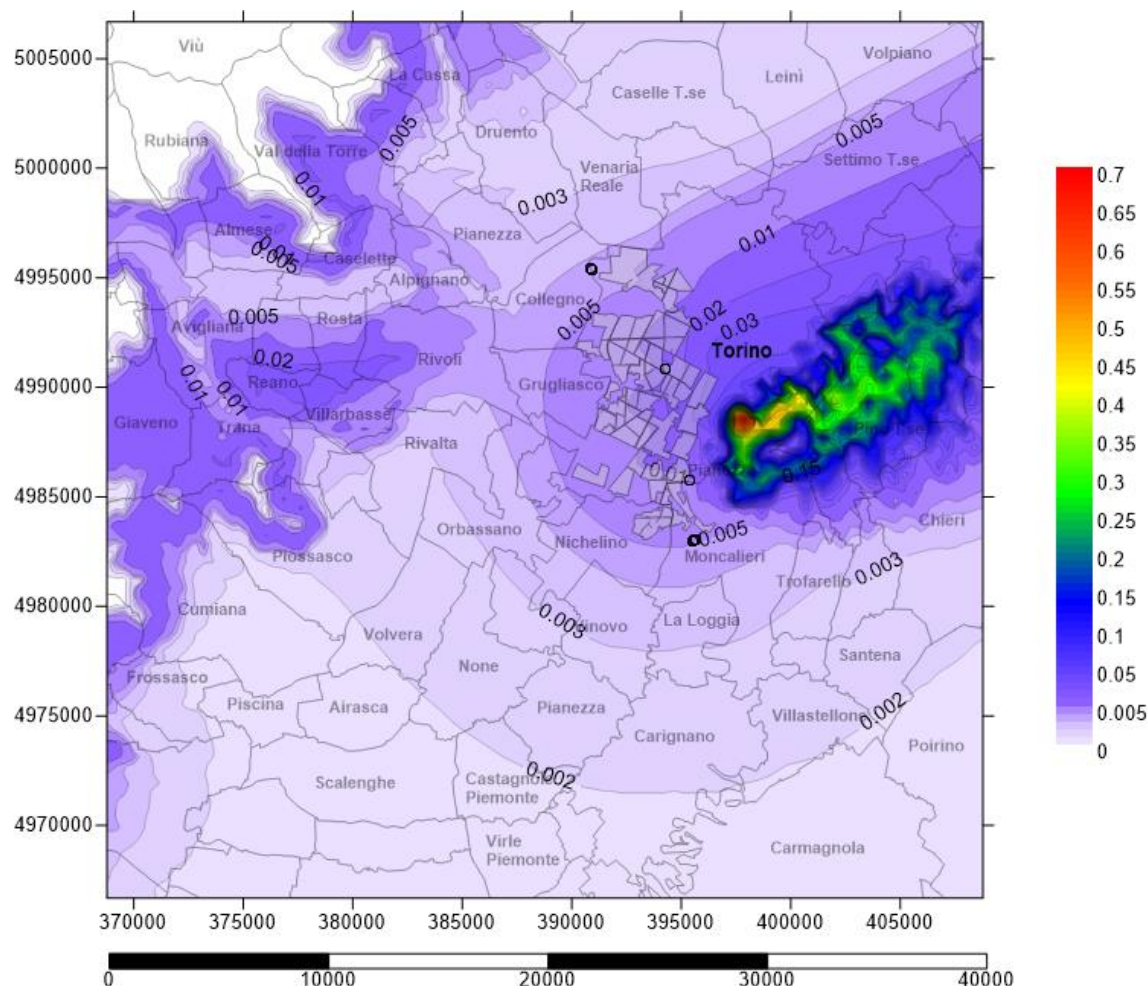 5005000
5000000
4995000
4990000
4985000
4980000
4975000
4970000
Viù
La Cassa
Volpiano
Leinì
Caselle T.se
Rubiana
Val della Torre
0.005
Druento
0.005
Settimo T.se
Venaria
Reale
0.01
0.003
Almese
Pianezza
0.01
0.01
0.005
Caselette
Alpignano
Collegno
Avigliana
0.005
Rosta
0.005
0.02
0.03
Torino
0.02
Rivoli
Reano
Grugliasco
0.01
0.01
Giaveno
Trana
Villarbasse
Rivalta
0.15
Orbassano
Nichelino
0.005
Moncalieri
Chieri
Piossasco
Trofarello
0.003
Cumiana
0.003
Vinovo
La Loggia
Volvera
None
Santena
Frossasco
Piscina
Airasca
Pianezza
Carignano
Villastellone
0.002
Poirino
Scalenghe
Castagnole
Piemonte
0.002
Virle
Piemonte
Carmagnola
370000 375000 380000 385000 390000 395000 400000 405000
0 10000 20000 30000 40000
0.7
0.65
0.6
0.55
0.5
0.45
0.4
0.35
0.3
0.25
0.2
0.15
0.1
0.05
0.005
0